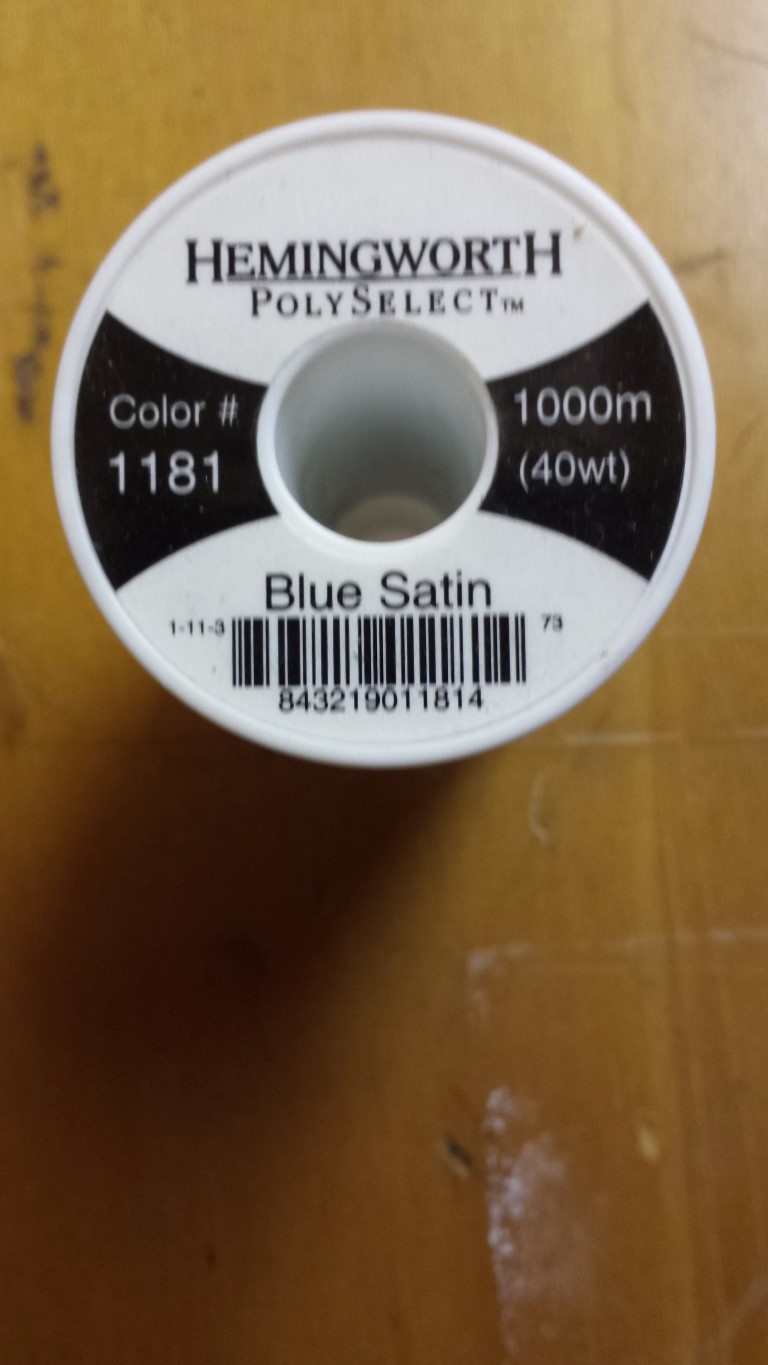 HEMINGWORTH
POLYSELECT™
Color #
1181
1000m
(40wt)
Blue Satin
1-11-3
73
843219011814